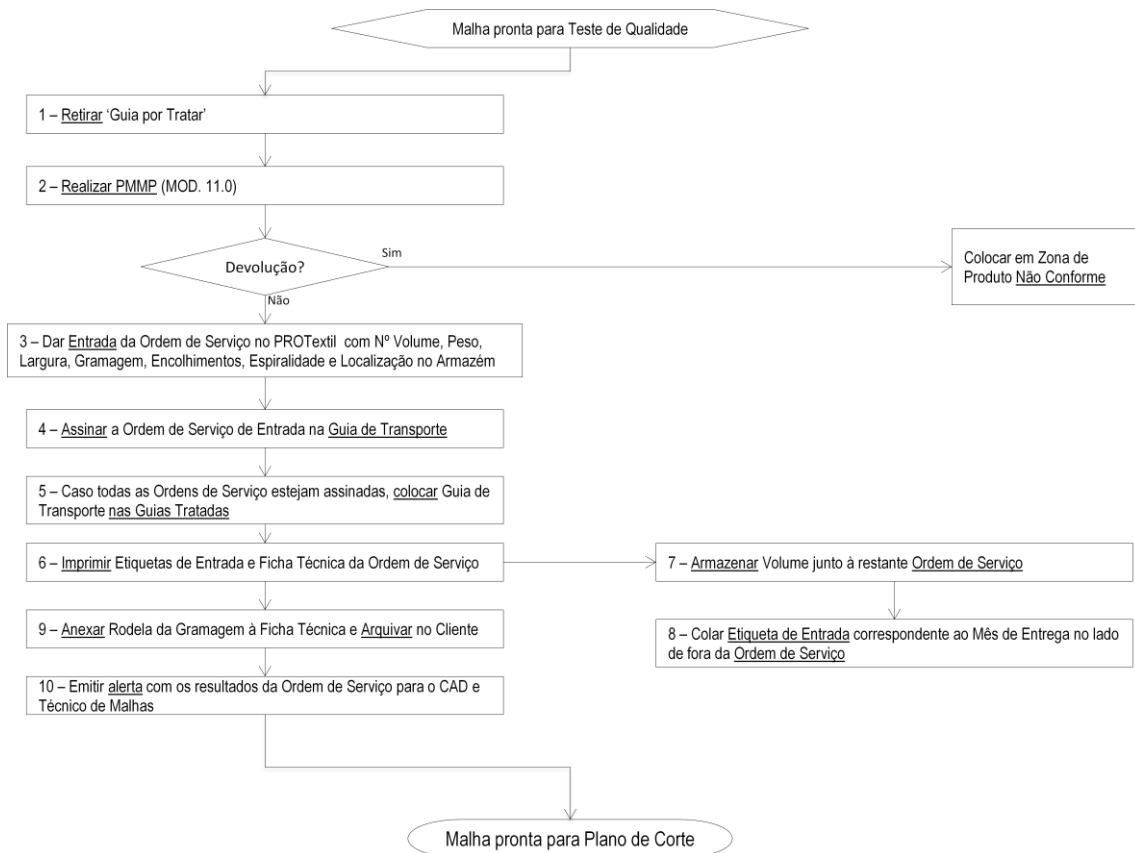 Malha pronta para Teste de Qualidade
1 – Retirar ‘Guia por Tratar’
2 – Realizar PMMP (MOD. 11.0)
Devolução?
Sim
Colocar em Zona de
Produto Não Conforme
Não
3 – Dar Entrada da Ordem de Serviço no PROTextil com Nº Volume, Peso,
Largura, Gramagem, Encolhimentos, Espiralidade e Localização no Armazém
4 – Assinar a Ordem de Serviço de Entrada na Guia de Transporte
5 – Caso todas as Ordens de Serviço estejam assinadas, colocar Guia de
Transporte nas Guias Tratadas
6 – Imprimir Etiquetas de Entrada e Ficha Técnica da Ordem de Serviço
7 – Armazenar Volume junto à restante Ordem de Serviço
8 – Colar Etiqueta de Entrada correspondente ao Mês de Entrega no lado
de fora da Ordem de Serviço
9 – Anexar Rodela da Gramagem à Ficha Técnica e Arquivar no Cliente
10 – Emitir alerta com os resultados da Ordem de Serviço para o CAD e
Técnico de Malhas
Malha pronta para Plano de Corte